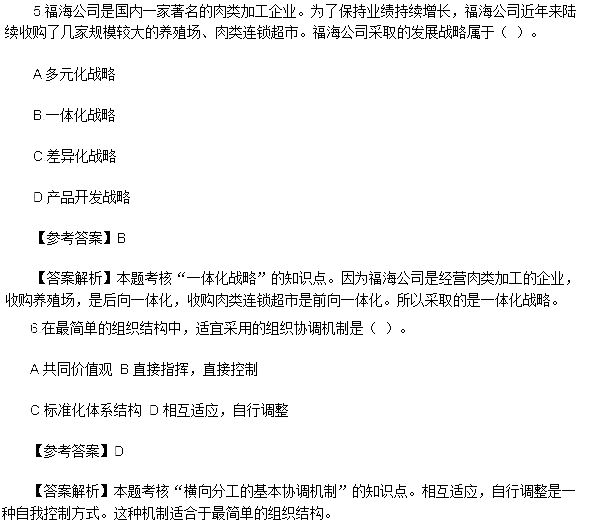 5 福海公司是国内一家著名的肉类加工企业。为了保持业绩持续增长，福海公司近年来陆
续收购了几家规模较大的养殖场、肉类连锁超市。福海公司采取的发展战略属于（ ）。
A 多元化战略
B 一体化战略
C 差异化战略
D 产品开发战略
【参考答案】B
【答案解析】本题考核“一体化战略”的知识点。因为福海公司是经营肉类加工的企业，
收购养殖场，是后向一体化，收购肉类连锁超市是前向一体化。所以采取的是一体化战略。
6 在最简单的组织结构中，适宜采用的组织协调机制是（ ）。
A 共同价值观 B 直接指挥，直接控制
C 标准化体系结构 D 相互适应，自行调整
【参考答案】D
【答案解析】本题考核“横向分工的基本协调机制”的知识点。相互适应，自行调整是一
种自我控制方式。这种机制适合于最简单的组织结构。